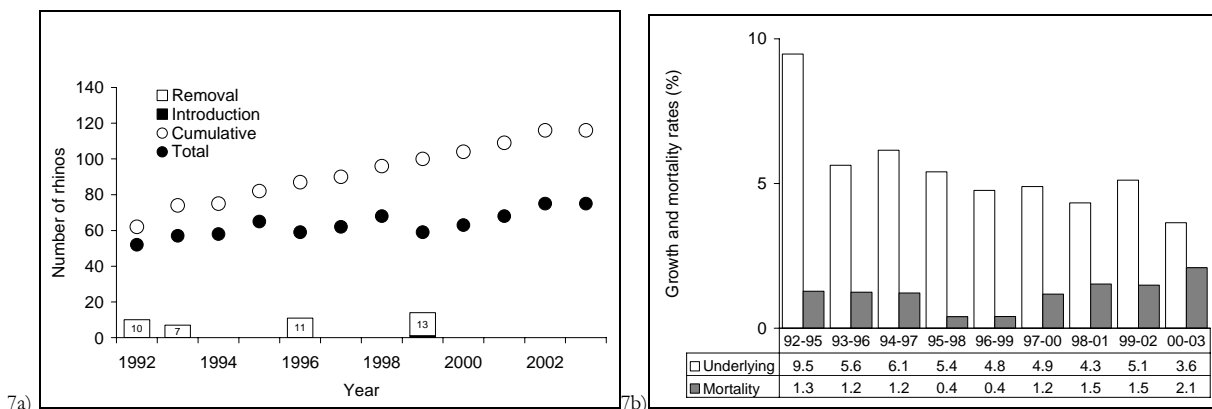 140
120
100
80
60
40
20
0
Number of rhinos
Removal
Introduction
Cumulative
Total
10 7 11 13
1992 1994 1996 1998 2000 2002
Year
7a)
10
5
0
Growth and mortality rates (%)
92-95 93-96 94-97 95-98 96-99 97-00 98-01 99-02 00-03
Underlying 9.5 5.6 6.1 5.4 4.8 4.9 4.3 5.1 3.6
Mortality 1.3 1.2 1.2 0.4 0.4 1.2 1.5 1.5 2.1
7b)